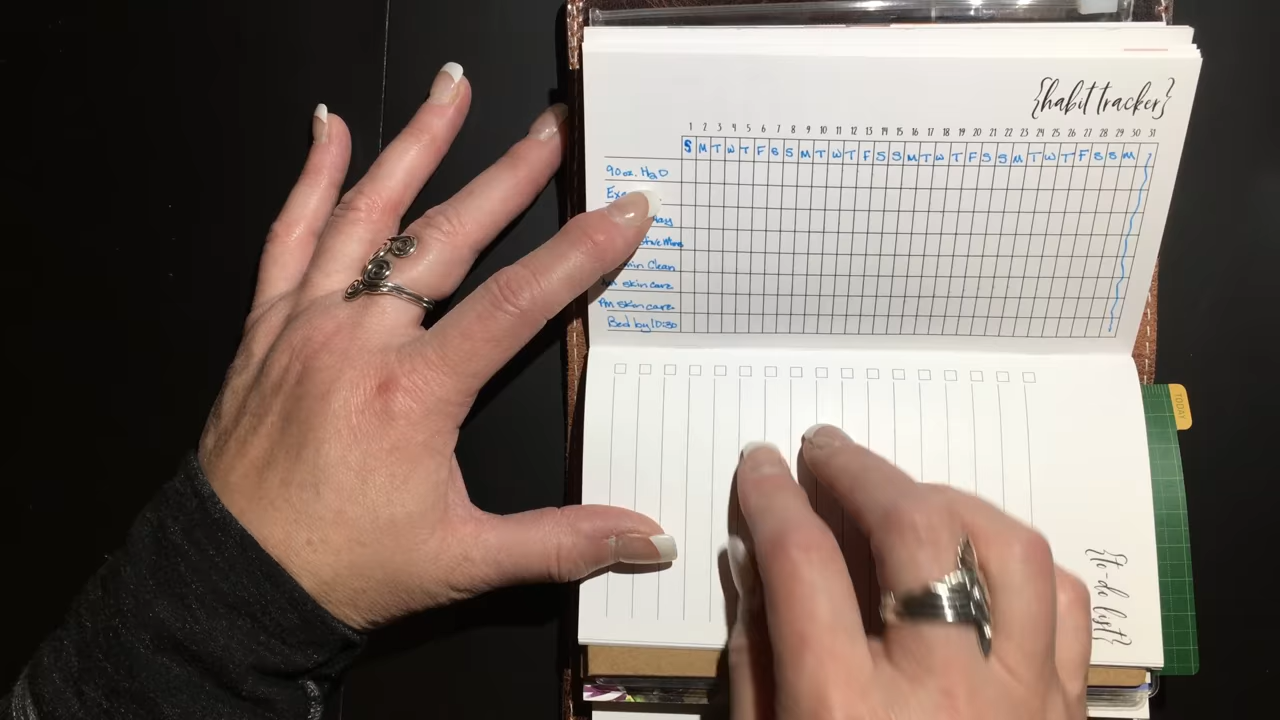 {habit tracker}
1 2 3 4 5 6 7 8 9 10 11 12 13 14 15 16 17 18 19 20 21 22 23 24 25 26 27 28 29 30 31
S M T W T F S S M T W T F S S M T W T F S S M T W T F S S M
90 oz. H2O
min Clean
AM skin care
PM skin care
Bed by 10:30
TODAY
{to-do list}